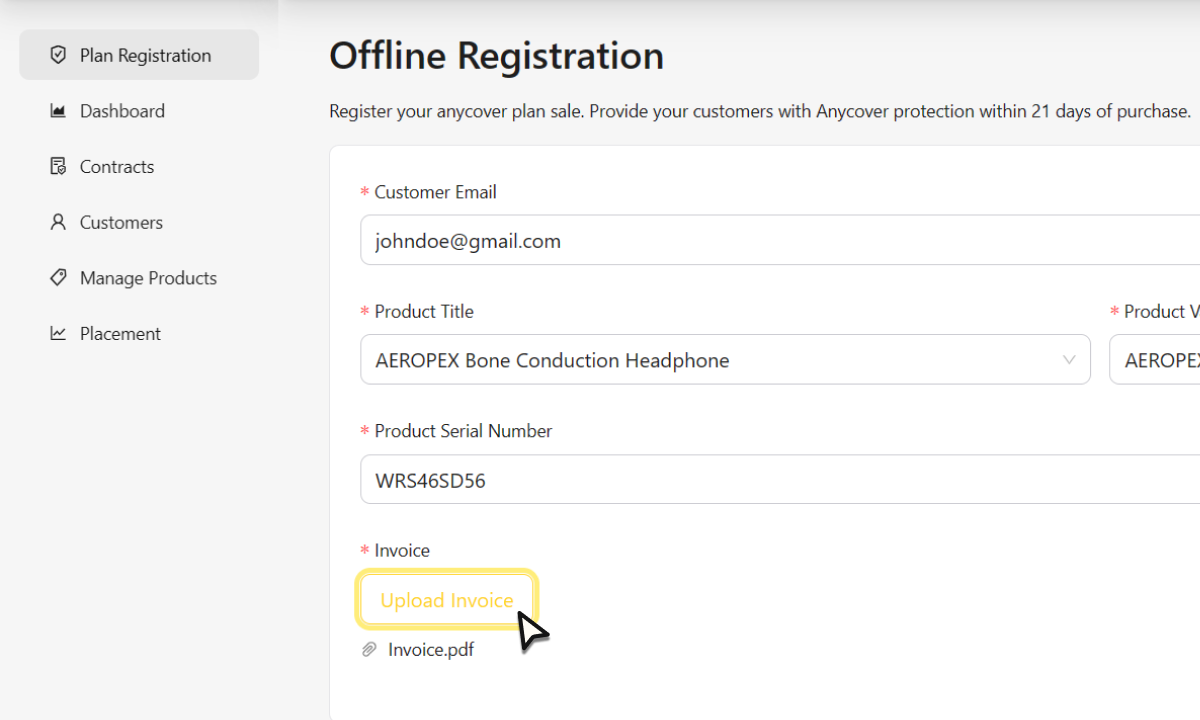 Plan Registration
Dashboard
Contracts
Customers
Manage Products
Placement
Offline Registration
Register your anycover plan sale. Provide your customers with Anycover protection within 21 days of purchase.
* Customer Email
johndoe@gmail.com
* Product Title
* Product V
AEROPEX Bone Conduction Headphone
AEROPEX
* Product Serial Number
WRS46SD56
* Invoice
Upload Invoice
Invoice.pdf